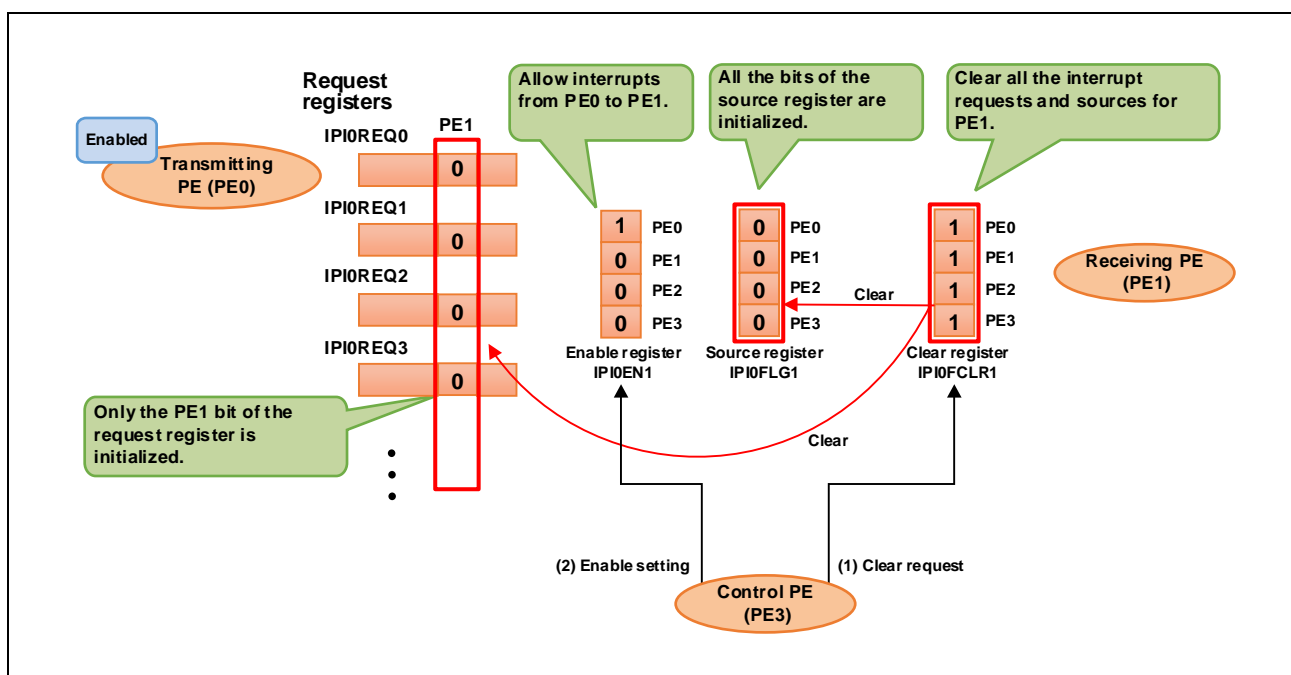 Request
registers
Allow interrupts
from PE0 to PE1.
All the bits of the
source register are
initialized.
Clear all the interrupt
requests and sources for
PE1.
Enabled
Transmitting
PE (PE0)
IPI0REQ0
PE1
0
IPI0REQ1
0
IPI0REQ2
0
IPI0REQ3
0
1 PE0
0 PE1
0 PE2
0 PE3
Enable register
IPI0EN1
0 PE0
0 PE1
0 PE2
0 PE3
Source register
IPI0FLG1
Clear
1 PE0
1 PE1
1 PE2
1 PE3
Clear register
IPI0FCLR1
Receiving PE
(PE1)
Only the PE1 bit of the
request register is
initialized.
Clear
(2) Enable setting
(1) Clear request
Control PE
(PE3)